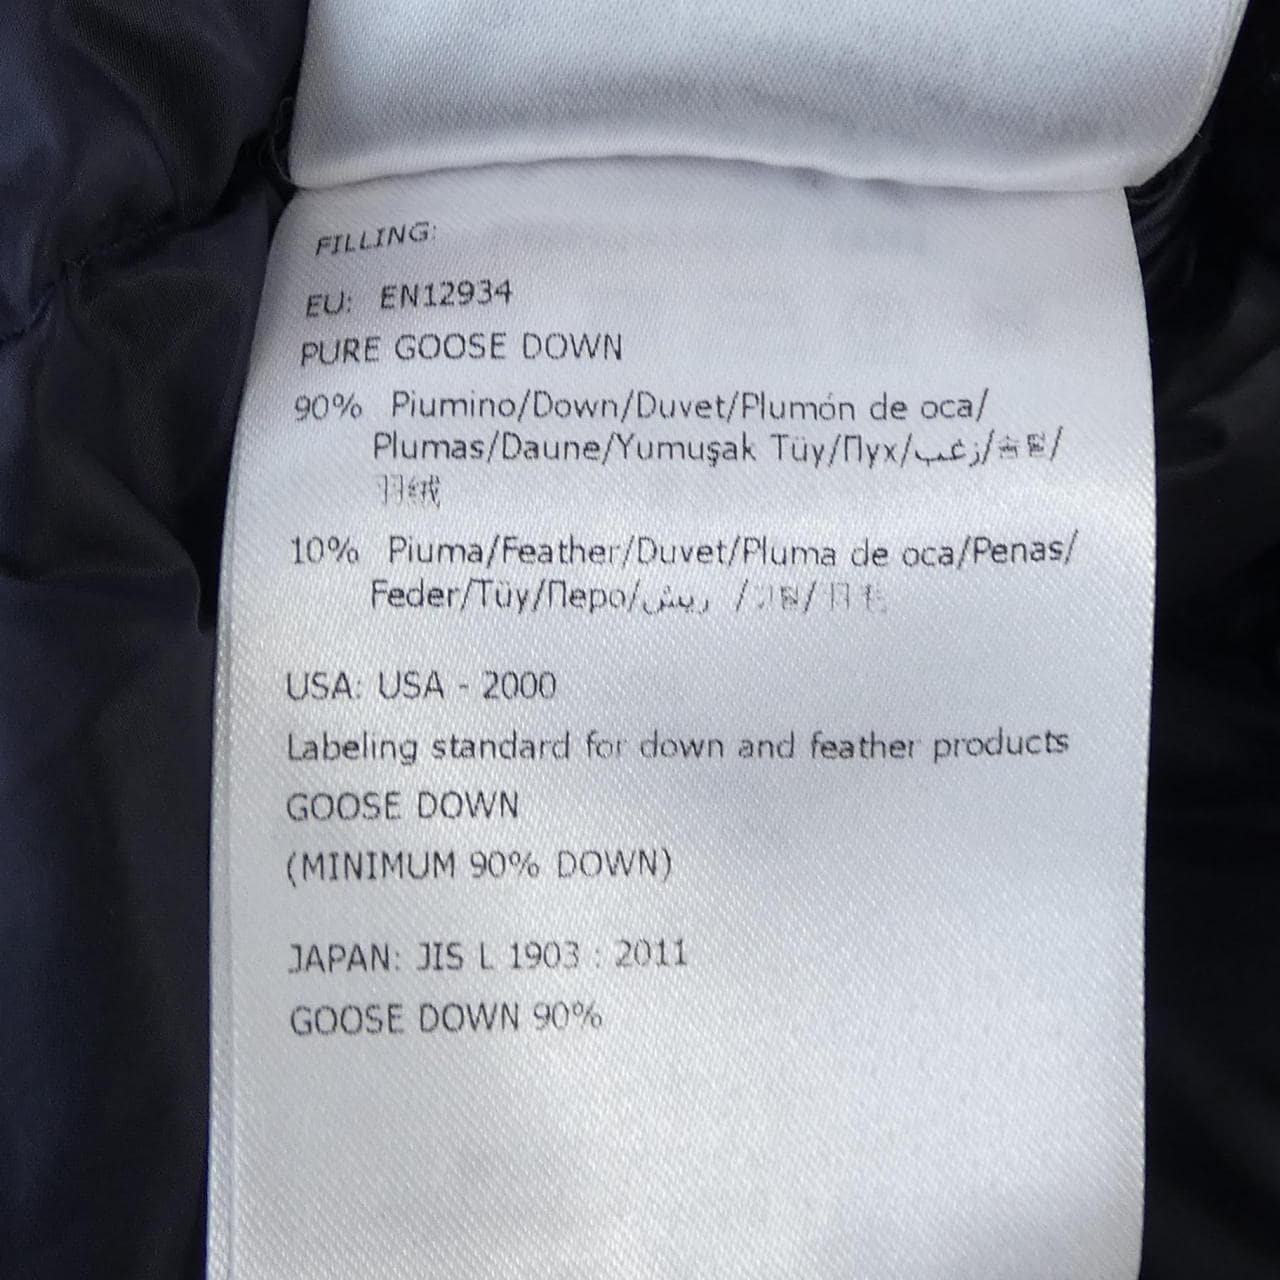 FILLING:
EU: EN12934
PURE GOOSE DOWN
90% Piumino/Down/Duvet/Plumón de oca/
Plumas/Daune/Yumuşak Tüy/Пух/زغب/솜털/
羽绒
10% Piuma/Feather/Duvet/Pluma de oca/Penas/
Feder/Tüy/Перо/ريش /깃털/羽毛
USA: USA - 2000
Labeling standard for down and feather products
GOOSE DOWN
(MINIMUM 90% DOWN)
JAPAN: JIS L 1903 : 2011
GOOSE DOWN 90%